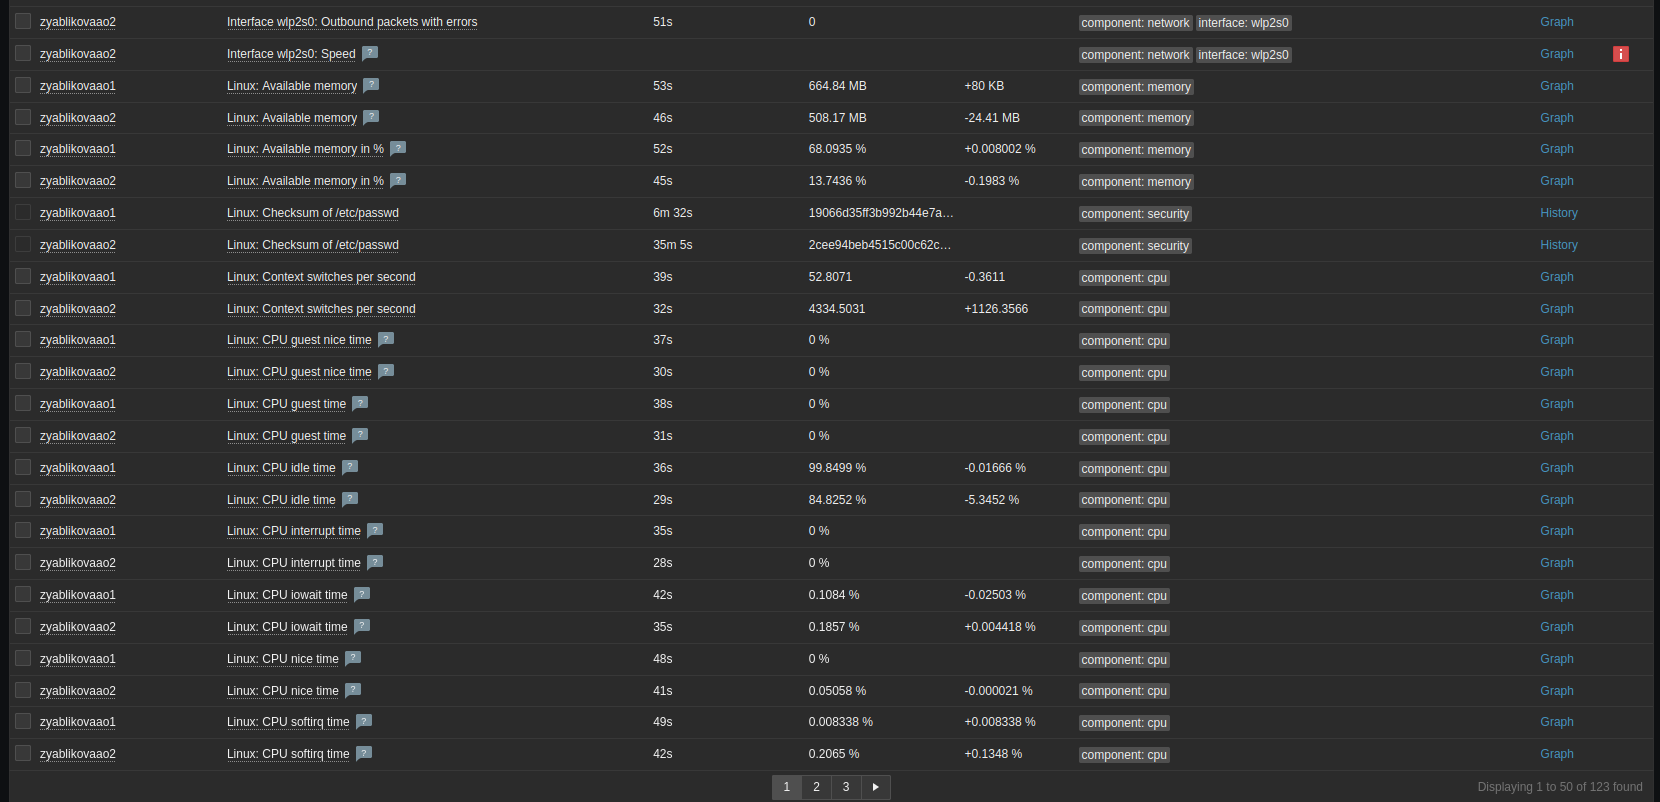 zyablikovaao2 Interface wlp2s0: Outbound packets with errors 51s 0 component: network interface: wlp2s0 Graph
zyablikovaao2 Interface wlp2s0: Speed ? component: network interface: wlp2s0 Graph i
zyablikovaao1 Linux: Available memory ? 53s 664.84 MB +80 KB component: memory Graph
zyablikovaao2 Linux: Available memory ? 46s 508.17 MB -24.41 MB component: memory Graph
zyablikovaao1 Linux: Available memory in % ? 52s 68.0935 % +0.008002 % component: memory Graph
zyablikovaao2 Linux: Available memory in % ? 45s 13.7436 % -0.1983 % component: memory Graph
zyablikovaao1 Linux: Checksum of /etc/passwd 6m 32s 19066d35ff3b992b44e7a... component: security History
zyablikovaao2 Linux: Checksum of /etc/passwd 35m 5s 2cee94beb4515c00c62c... component: security History
zyablikovaao1 Linux: Context switches per second 39s 52.8071 -0.3611 component: cpu Graph
zyablikovaao2 Linux: Context switches per second 32s 4334.5031 +1126.3566 component: cpu Graph
zyablikovaao1 Linux: CPU guest nice time ? 37s 0 % component: cpu Graph
zyablikovaao2 Linux: CPU guest nice time ? 30s 0 % component: cpu Graph
zyablikovaao1 Linux: CPU guest time ? 38s 0 % component: cpu Graph
zyablikovaao2 Linux: CPU guest time ? 31s 0 % component: cpu Graph
zyablikovaao1 Linux: CPU idle time ? 36s 99.8499 % -0.01666 % component: cpu Graph
zyablikovaao2 Linux: CPU idle time ? 29s 84.8252 % -5.3452 % component: cpu Graph
zyablikovaao1 Linux: CPU interrupt time ? 35s 0 % component: cpu Graph
zyablikovaao2 Linux: CPU interrupt time ? 28s 0 % component: cpu Graph
zyablikovaao1 Linux: CPU iowait time ? 42s 0.1084 % -0.02503 % component: cpu Graph
zyablikovaao2 Linux: CPU iowait time ? 35s 0.1857 % +0.004418 % component: cpu Graph
zyablikovaao1 Linux: CPU nice time ? 48s 0 % component: cpu Graph
zyablikovaao2 Linux: CPU nice time ? 41s 0.05058 % -0.000021 % component: cpu Graph
zyablikovaao1 Linux: CPU softirq time ? 49s 0.008338 % +0.008338 % component: cpu Graph
zyablikovaao2 Linux: CPU softirq time ? 42s 0.2065 % +0.1348 % component: cpu Graph
1 2 3 Displaying 1 to 50 of 123 found